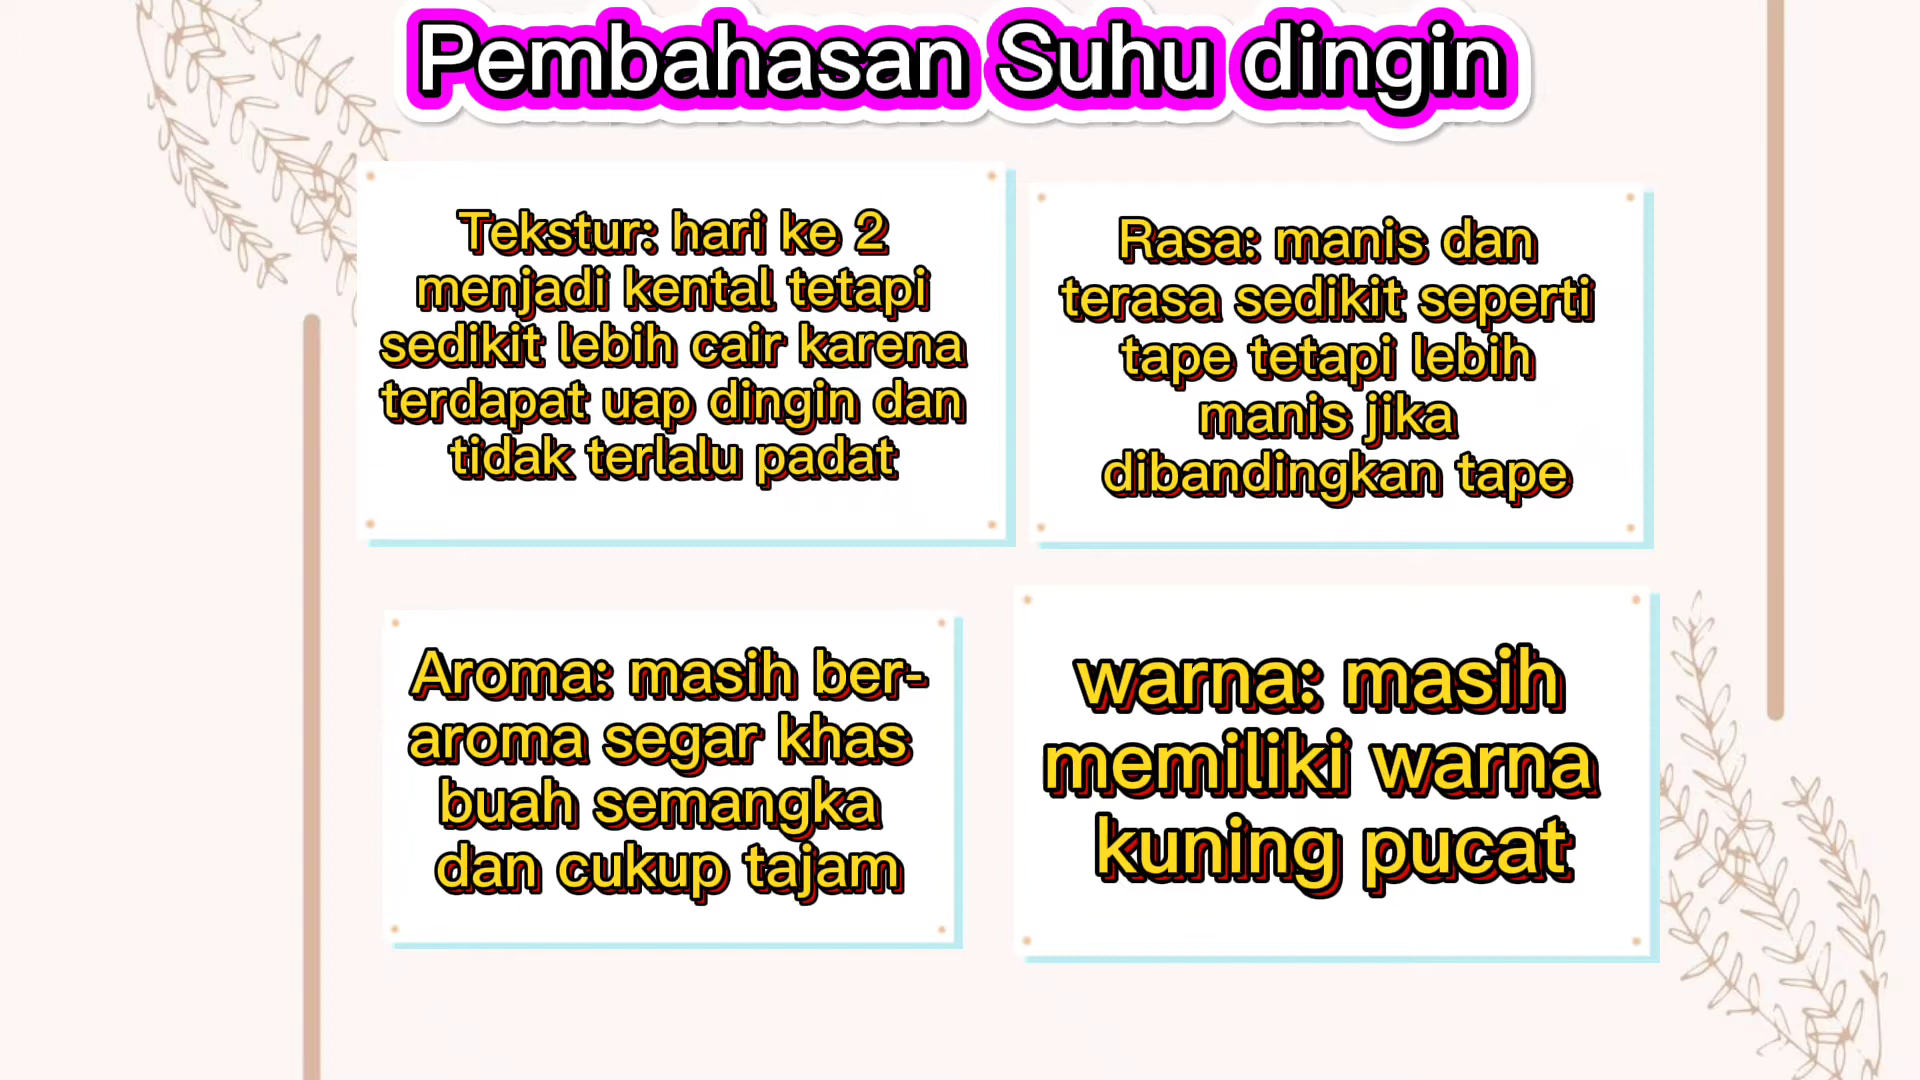 Pembahasan Suhu dingin
Tekstur: hari ke 2
menjadi kental tetapi
sedikit lebih cair karena
terdapat uap dingin dan
tidak terlalu padat
Rasa: manis dan
terasa sedikit seperti
tape tetapi lebih
manis jika
dibandingkan tape
Aroma: masih ber-
aroma segar khas
buah semangka
dan cukup tajam
warna: masih
memiliki warna
kuning pucat